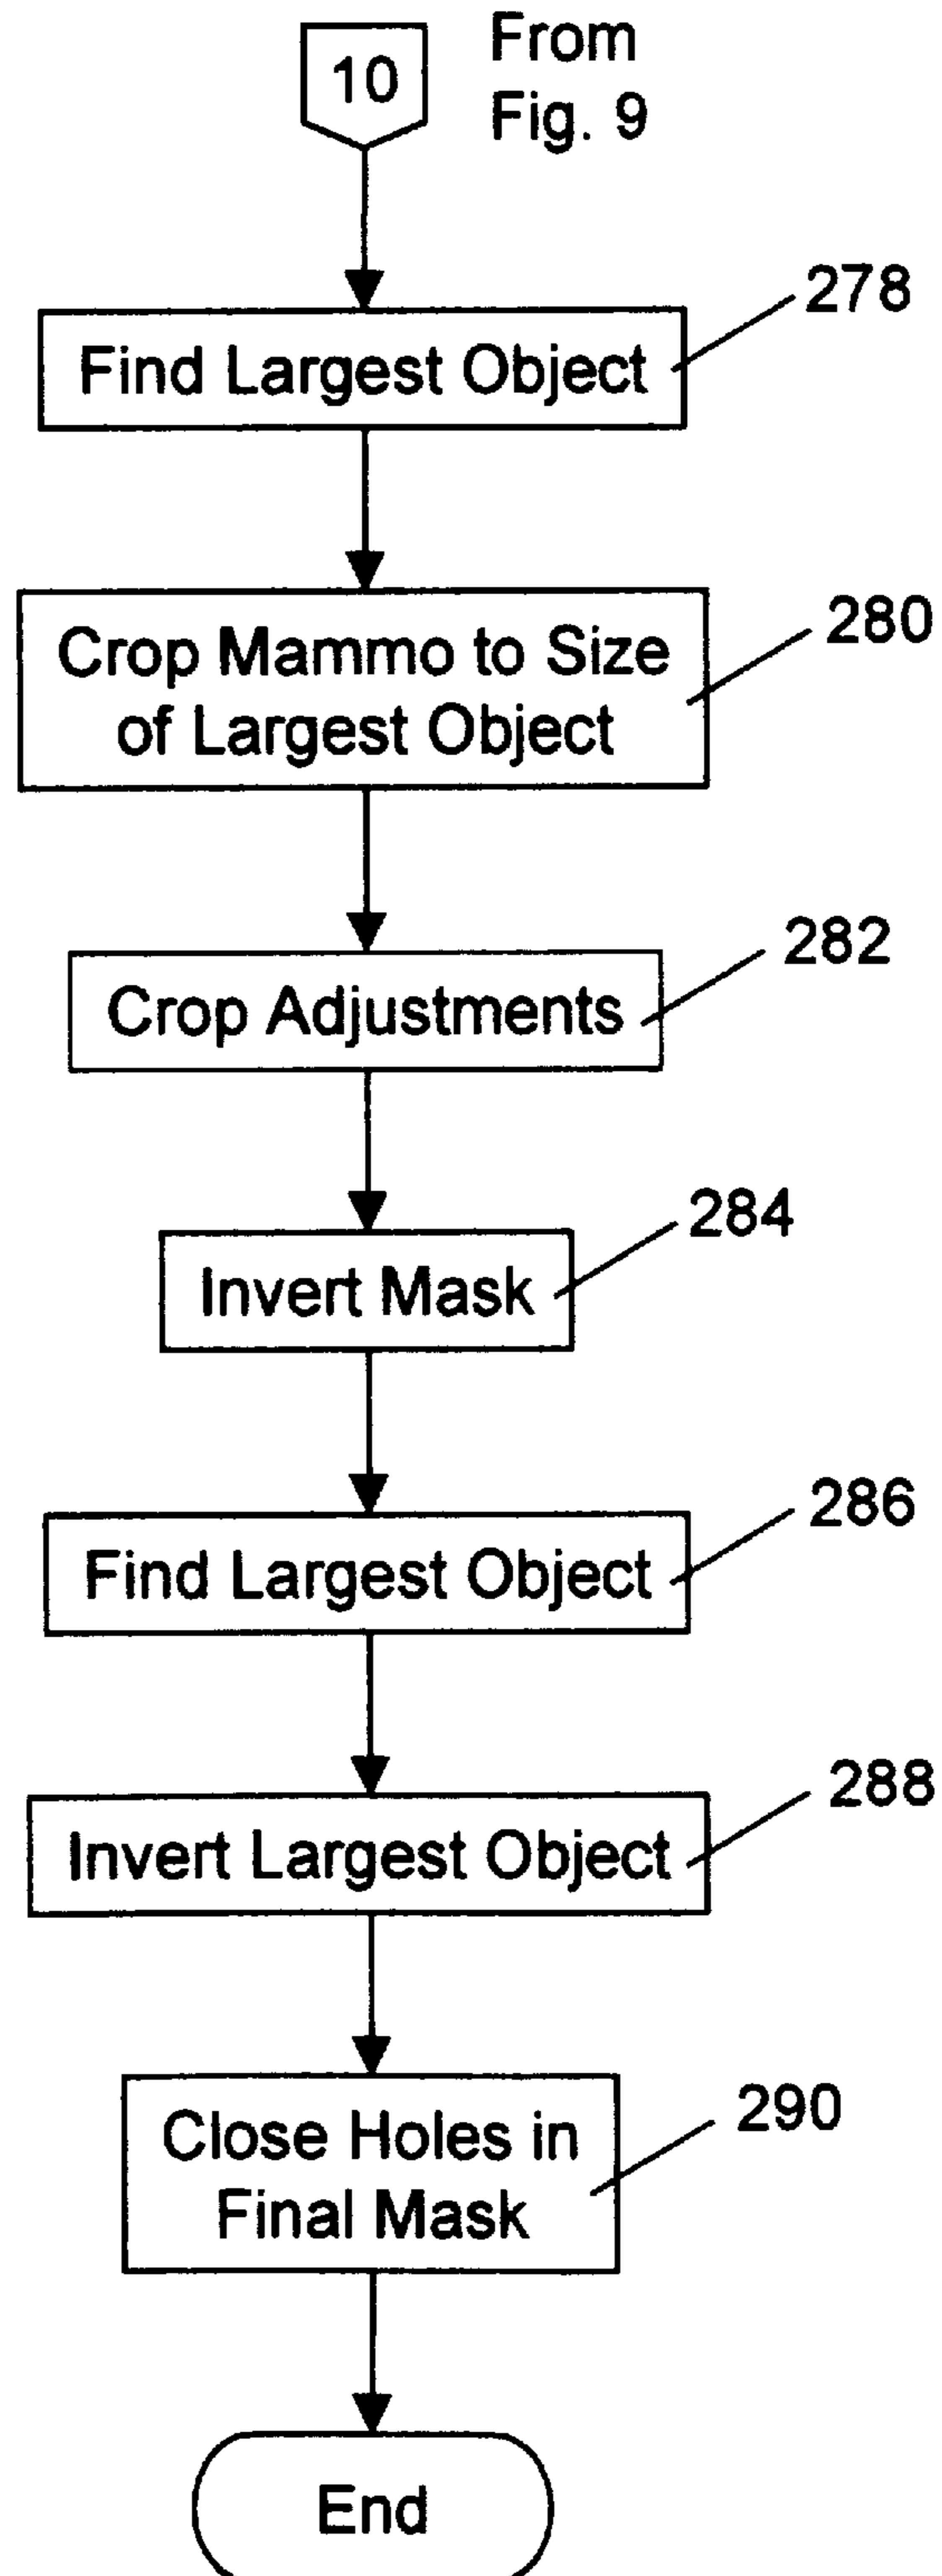 10
From
Fig. 9
278
Find Largest Object
280
Crop Mammo to Size
of Largest Object
282
Crop Adjustments
284
Invert Mask
286
Find Largest Object
288
Invert Largest Object
290
Close Holes in
Final Mask
End